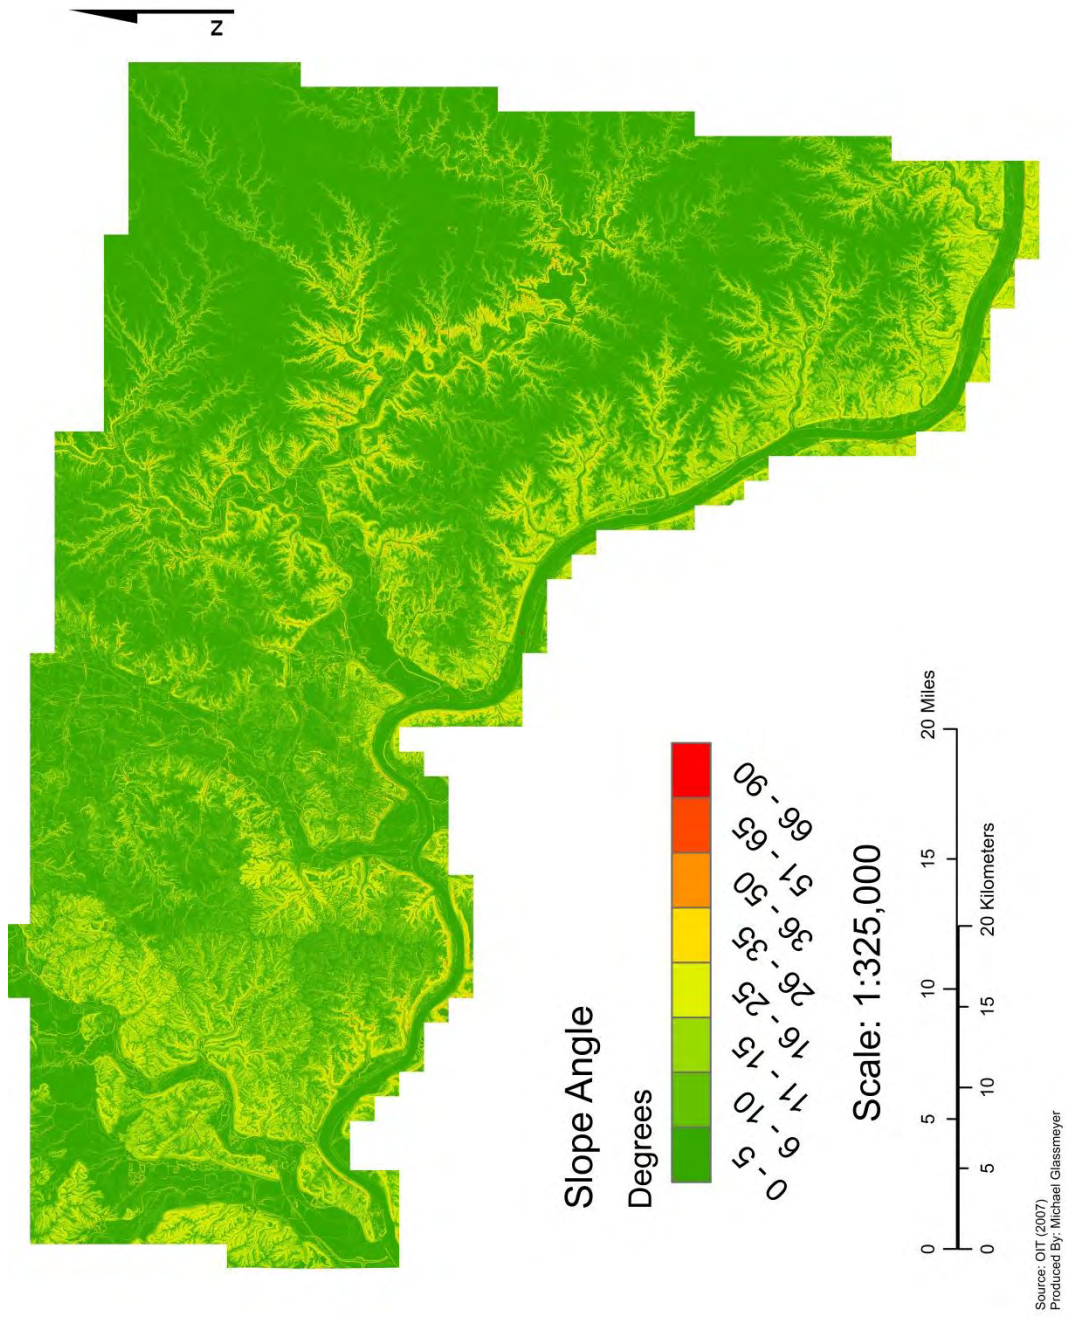 N
Slope Angle
Degrees
0 - 5
6 - 10
11 - 15
16 - 25
26 - 35
36 - 50
51 - 65
66 - 90
Scale: 1:325,000
0 5 10 15 20 Miles
0 5 10 15 20 Kilometers
Source: OIT (2007)
Produced By: Michael Glassmeyer